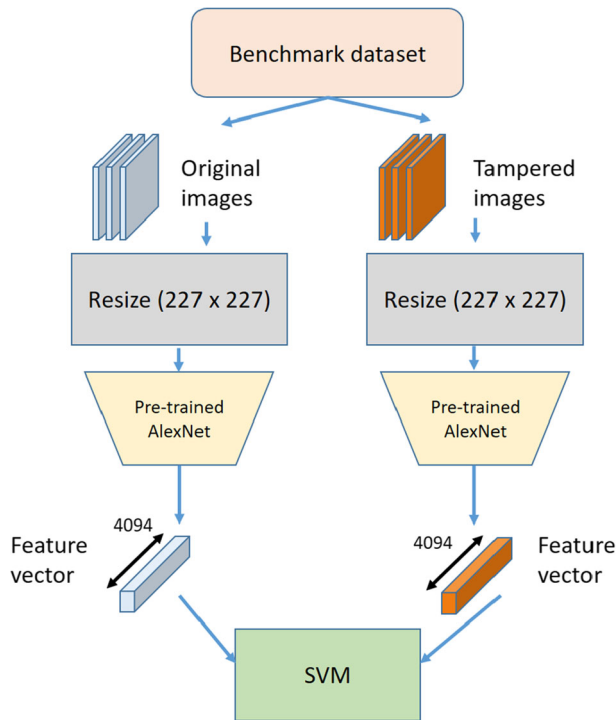 Benchmark dataset
Original
images
Tampered
images
Resize (227 x 227)
Resize (227 x 227)
Pre-trained
AlexNet
Pre-trained
AlexNet
4094
Feature
vector
4094
Feature
vector
SVM